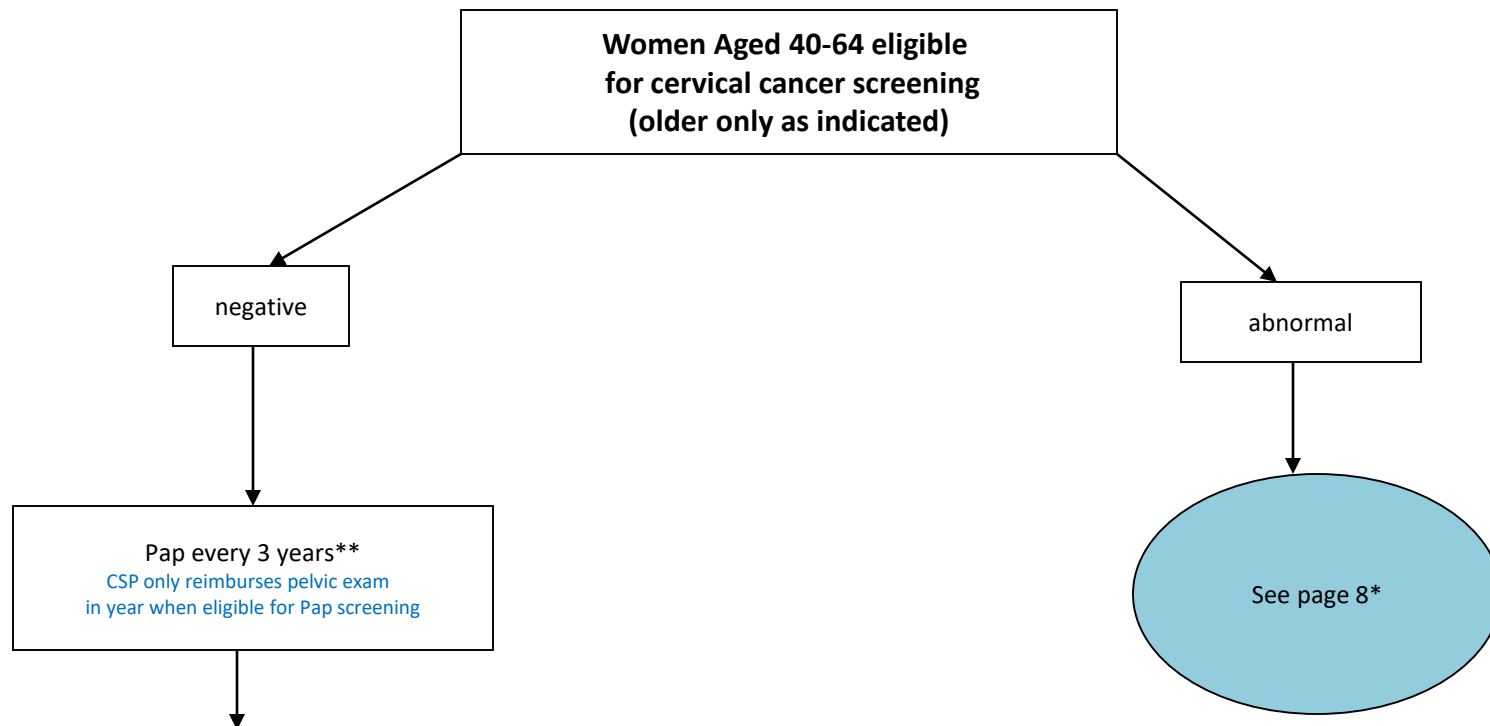 Women Aged 40-64 eligible
for cervical cancer screening
(older only as indicated)
negative
abnormal
Pap every 3 years**
CSP only reimburses pelvic exam
in year when eligible for Pap screening
See page 8*